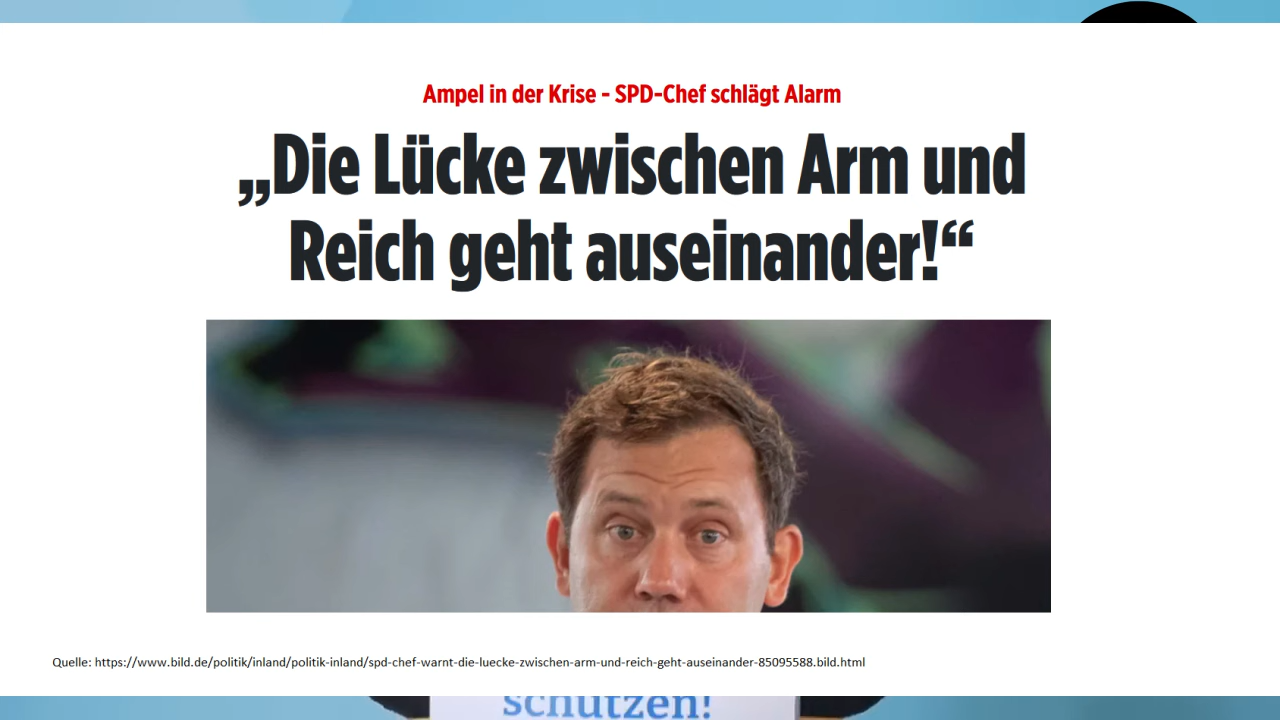 Ampel in der Krise - SPD-Chef schlägt Alarm
„Die Lücke zwischen Arm und
Reich geht auseinander!“
Quelle: https://www.bild.de/politik/inland/politik-inland/spd-chef-warnt-die-luecke-zwischen-arm-und-reich-geht-auseinander-85095588.bild.html
schützen!